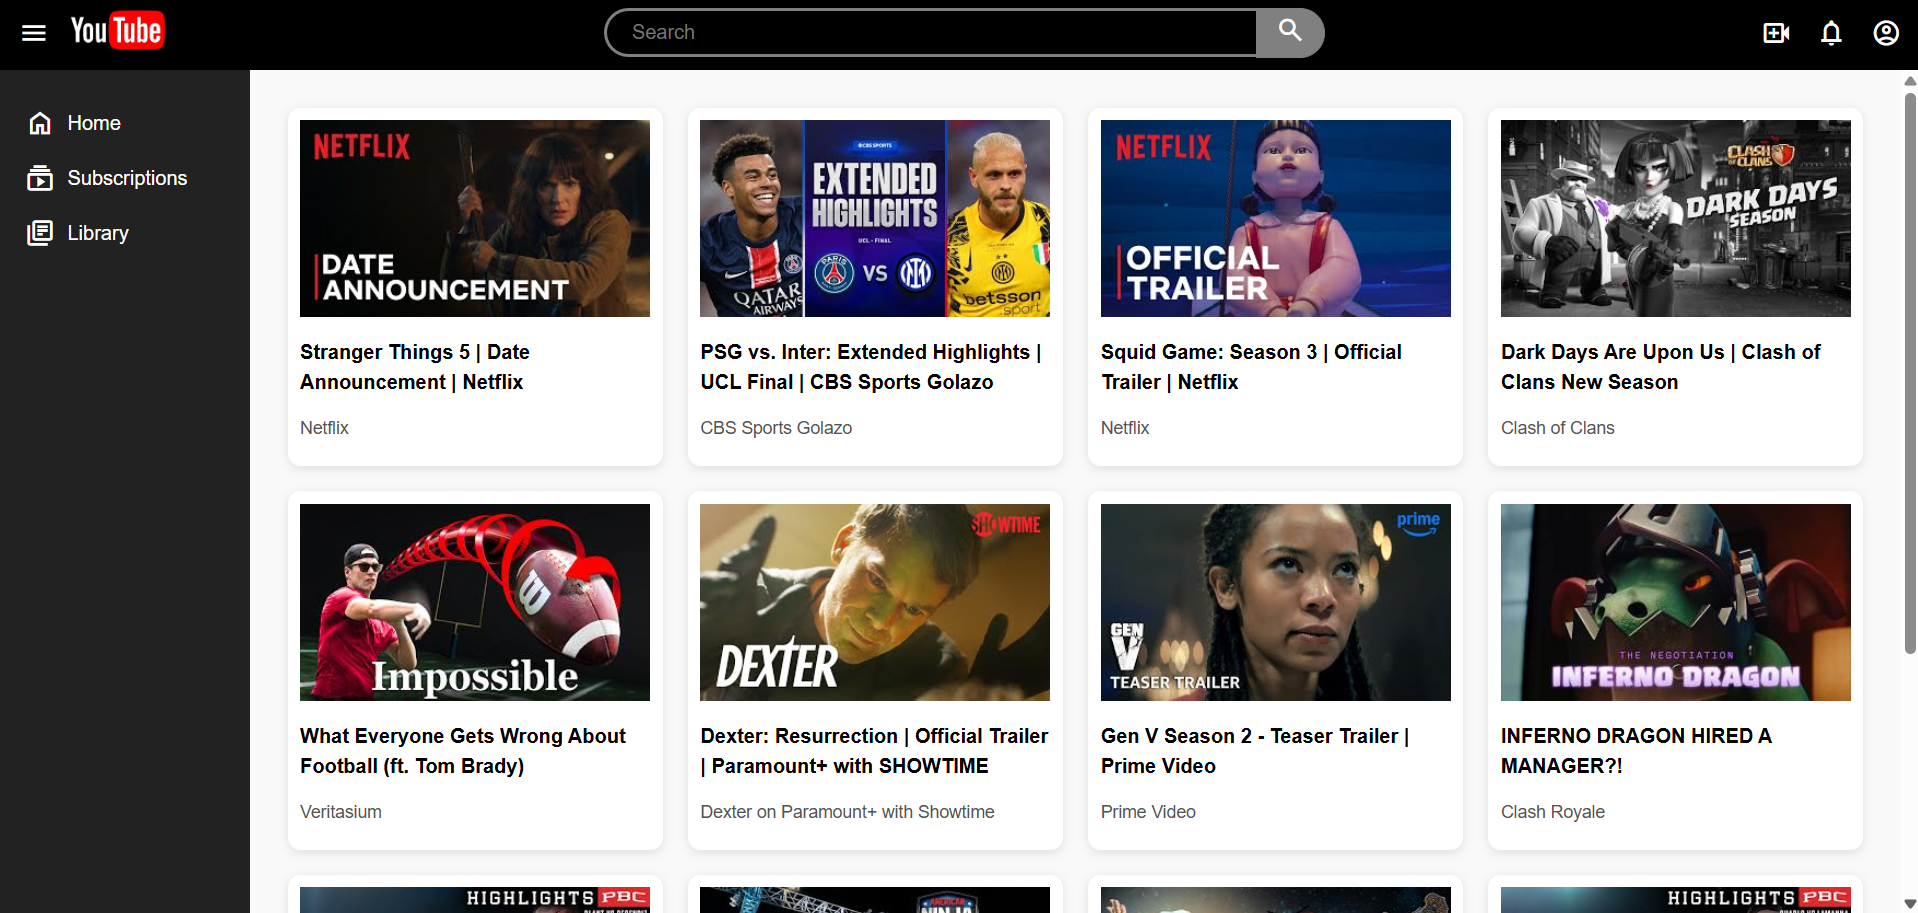 YouTube
Search
Home
Subscriptions
Library
NETFLIX
DATE
ANNOUNCEMENT
Stranger Things 5 | Date
Announcement | Netflix
Netflix
CBS SPORTS
EXTENDED
HIGHLIGHTS
UCL - FINAL
PARIS
VS
QATAR
AIRWAYS
betsson
.sport
PSG vs. Inter: Extended Highlights |
UCL Final | CBS Sports Golazo
CBS Sports Golazo
NETFLIX
OFFICIAL
TRAILER
Squid Game: Season 3 | Official
Trailer | Netflix
Netflix
CLASH
OF CLANS
DARK DAYS
SEASON
Dark Days Are Upon Us | Clash of
Clans New Season
Clash of Clans
W
Impossible
What Everyone Gets Wrong About
Football (ft. Tom Brady)
Veritasium
SHOWTIME
DEXTER
Dexter: Resurrection | Official Trailer
| Paramount+ with SHOWTIME
Dexter on Paramount+ with Showtime
prime
GEN
V
TEASER TRAILER
Gen V Season 2 - Teaser Trailer |
Prime Video
Prime Video
THE NEGOTIATION
INFERNO DRAGON
INFERNO DRAGON HIRED A
MANAGER?!
Clash Royale
HIGHLIGHTS PBC
AMERICAN
NINJA
HIGHLIGHTS PBC